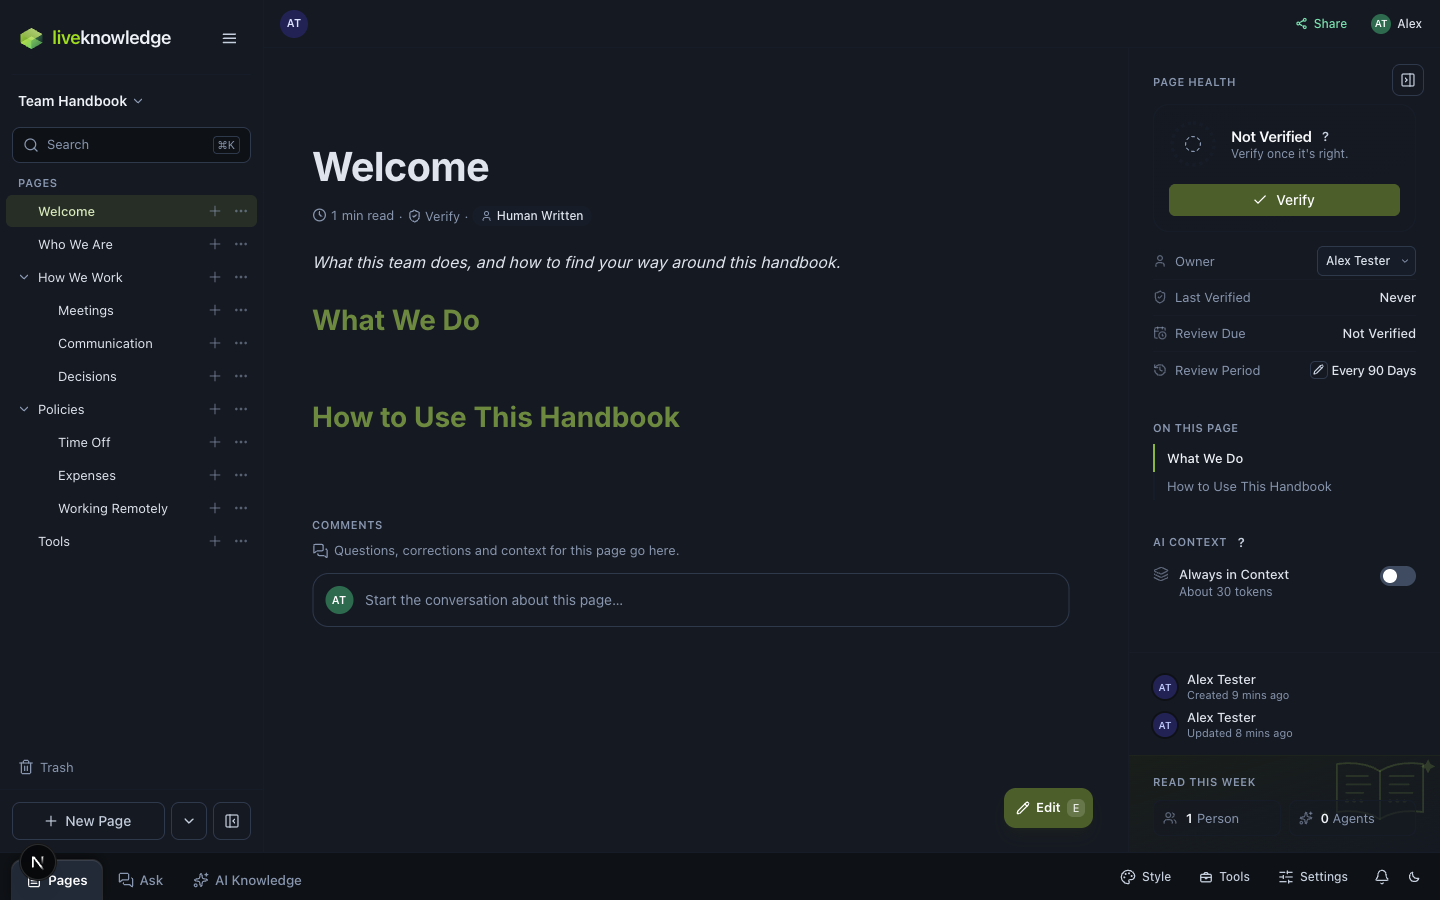 liveknowledge
AT
Share
AT Alex
Team Handbook
Search ⌘K
PAGES
Welcome
Who We Are
How We Work
Meetings
Communication
Decisions
Policies
Time Off
Expenses
Working Remotely
Tools
Trash
+ New Page
Welcome
1 min read · Verify · Human Written
What this team does, and how to find your way around this handbook.
What We Do
How to Use This Handbook
COMMENTS
Questions, corrections and context for this page go here.
AT Start the conversation about this page...
Edit E
PAGE HEALTH
Not Verified ?
Verify once it's right.
Verify
Owner Alex Tester
Last Verified Never
Review Due Not Verified
Review Period Every 90 Days
ON THIS PAGE
What We Do
How to Use This Handbook
AI CONTEXT ?
Always in Context
About 30 tokens
AT Alex Tester
Created 9 mins ago
AT Alex Tester
Updated 8 mins ago
READ THIS WEEK
1 Person 0 Agents
N
Pages Ask AI Knowledge
Style Tools Settings